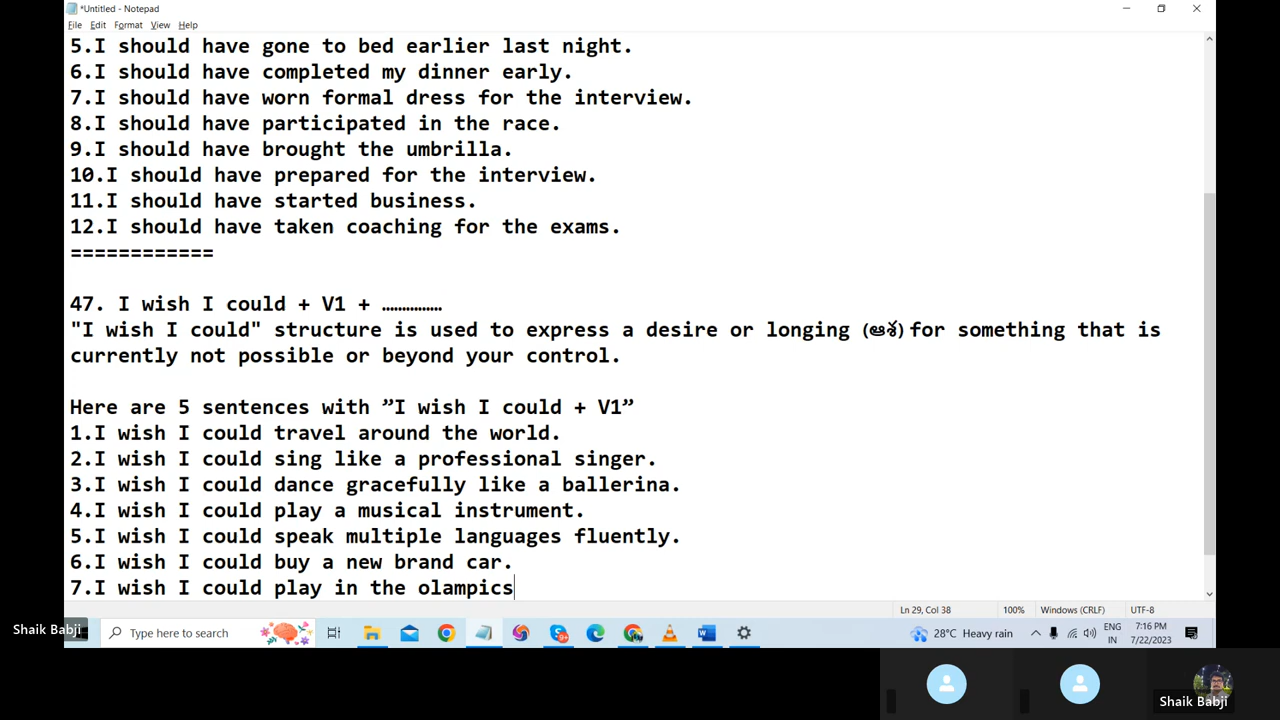 *Untitled - Notepad
File Edit Format View Help
5.I should have gone to bed earlier last night.
6.I should have completed my dinner early.
7.I should have worn formal dress for the interview.
8.I should have participated in the race.
9.I should have brought the umbrilla.
10.I should have prepared for the interview.
11.I should have started business.
12.I should have taken coaching for the exams.
============
47. I wish I could + V1 + ……………
"I wish I could" structure is used to express a desire or longing (ఆశ) for something that is
currently not possible or beyond your control.
Here are 5 sentences with ”I wish I could + V1”
1.I wish I could travel around the world.
2.I wish I could sing like a professional singer.
3.I wish I could dance gracefully like a ballerina.
4.I wish I could play a musical instrument.
5.I wish I could speak multiple languages fluently.
6.I wish I could buy a new brand car.
7.I wish I could play in the olampics
Ln 29, Col 38 100% Windows (CRLF) UTF-8
Shaik Babji
Type here to search
28°C Heavy rain
ENG
IN
7:16 PM
7/22/2023
Shaik Babji